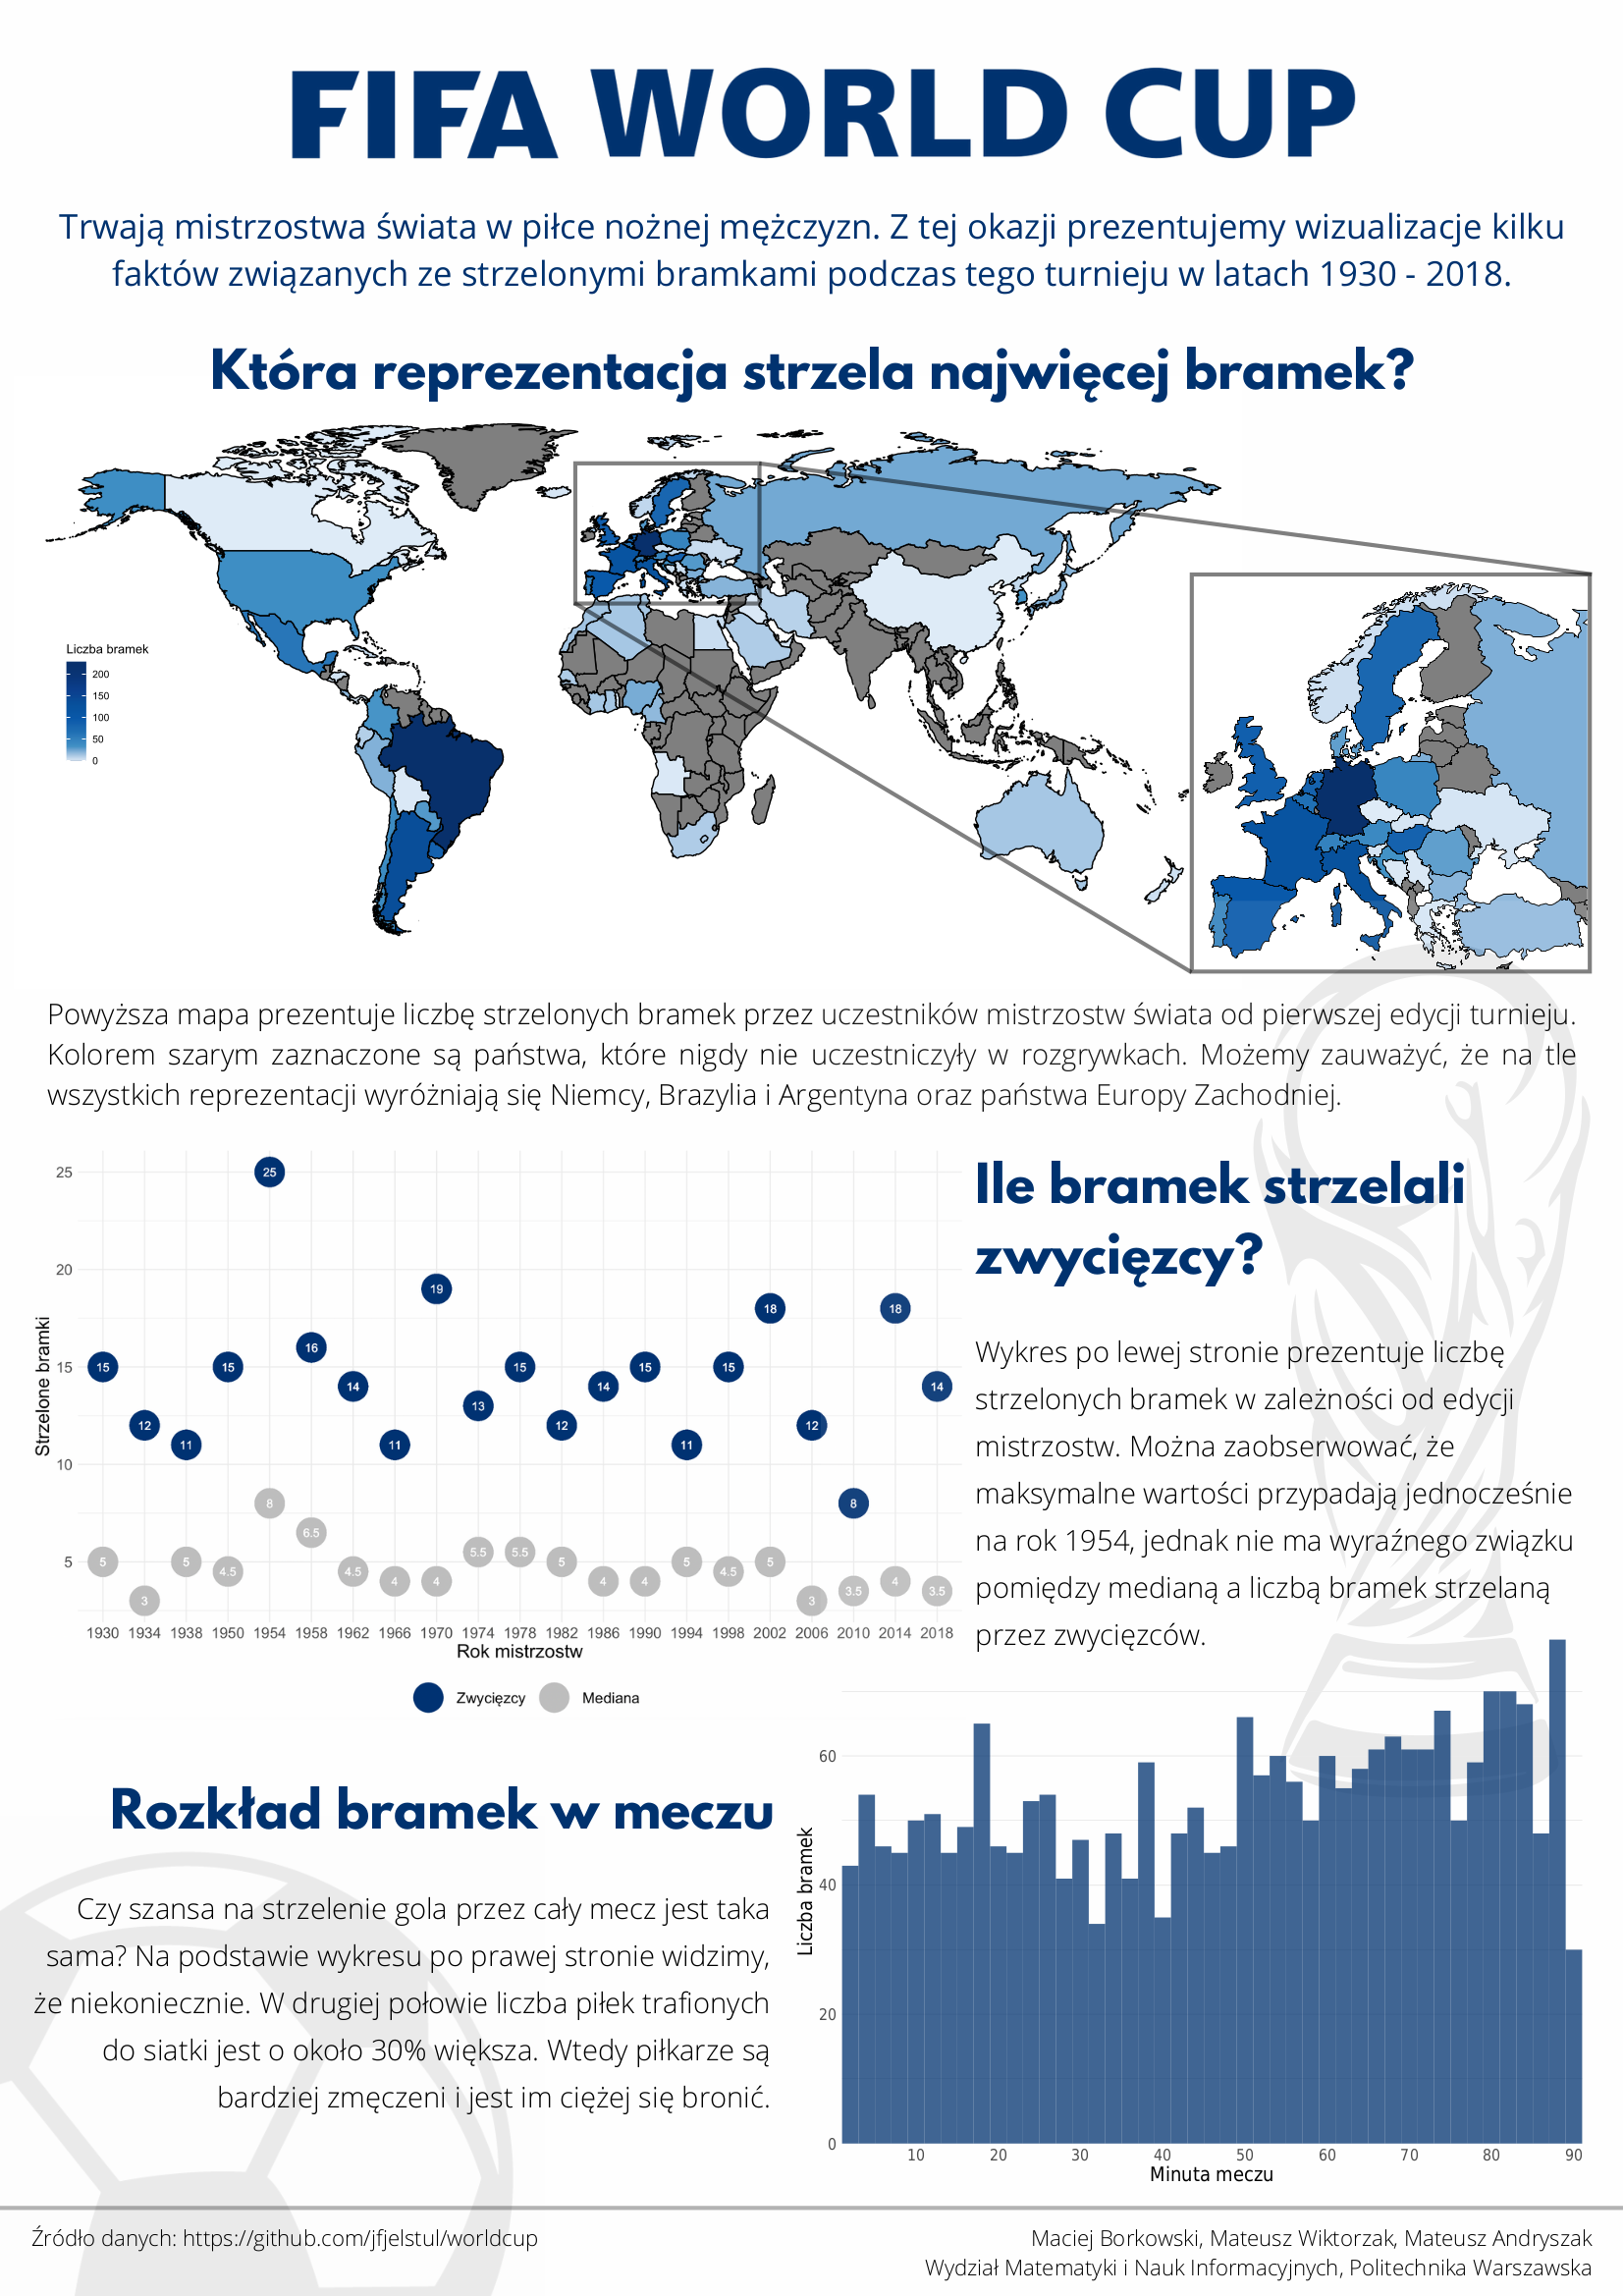 FIFA WORLD CUP
Trwają mistrzostwa świata w piłce nożnej mężczyzn. Z tej okazji prezentujemy wizualizacje kilku
faktów związanych ze strzelonymi bramkami podczas tego turnieju w latach 1930 - 2018.
Która reprezentacja strzela najwięcej bramek?
Liczba bramek
200
150
100
50
0
Powyższa mapa prezentuje liczbę strzelonych bramek przez uczestników mistrzostw świata od pierwszej edycji turnieju.
Kolorem szarym zaznaczone są państwa, które nigdy nie uczestniczyły w rozgrywkach. Możemy zauważyć, że na tle
wszystkich reprezentacji wyróżniają się Niemcy, Brazylia i Argentyna oraz państwa Europy Zachodniej.
Strzelone bramki
25
20
15
10
5
15 12 11 15 25 16 14 11 19 13 15 12 14 15 11 15 18 12 8 18 14
5 3 5 4.5 8 6.5 4.5 4 4 5.5 5.5 5 4 4 5 4.5 5 3 3.5 4 3.5
1930 1934 1938 1950 1954 1958 1962 1966 1970 1974 1978 1982 1986 1990 1994 1998 2002 2006 2010 2014 2018
Rok mistrzostw
Zwycięzcy Mediana
Ile bramek strzelali
zwycięzcy?
Wykres po lewej stronie prezentuje liczbę
strzelonych bramek w zależności od edycji
mistrzostw. Można zaobserwować, że
maksymalne wartości przypadają jednocześnie
na rok 1954, jednak nie ma wyraźnego związku
pomiędzy medianą a liczbą bramek strzelaną
przez zwycięzców.
Rozkład bramek w meczu
Czy szansa na strzelenie gola przez cały mecz jest taka
sama? Na podstawie wykresu po prawej stronie widzimy,
że niekoniecznie. W drugiej połowie liczba piłek trafionych
do siatki jest o około 30% większa. Wtedy piłkarze są
bardziej zmęczeni i jest im ciężej się bronić.
Liczba bramek
60
40
20
0
10 20 30 40 50 60 70 80 90
Minuta meczu
Źródło danych: https://github.com/jfjelstul/worldcup
Maciej Borkowski, Mateusz Wiktorzak, Mateusz Andryszak
Wydział Matematyki i Nauk Informacyjnych, Politechnika Warszawska